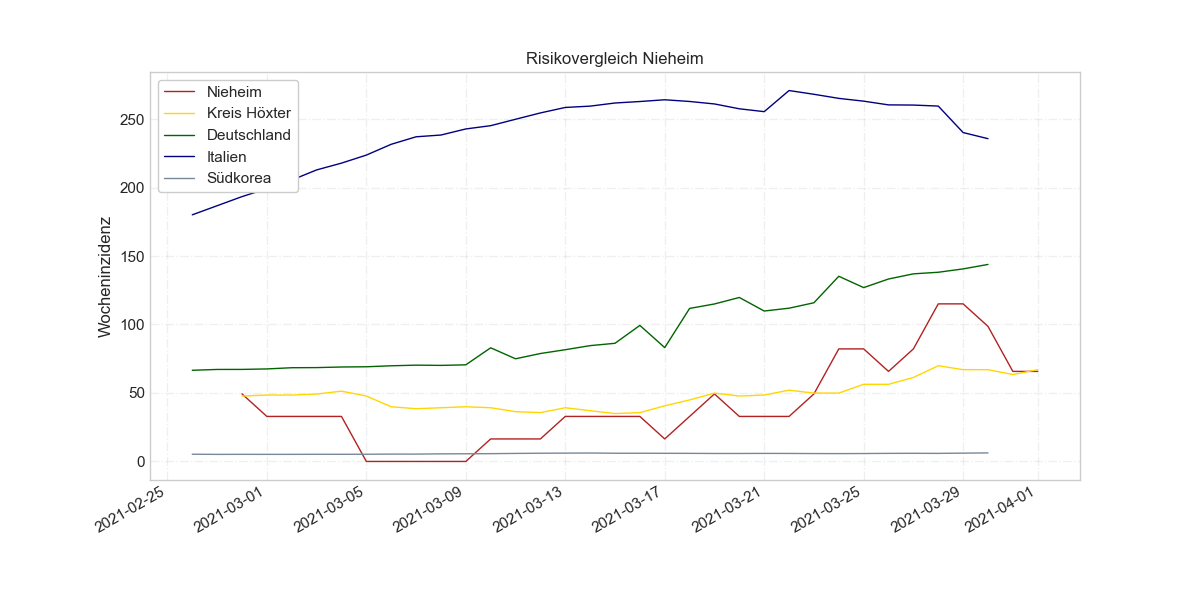 Risikovergleich Nieheim
Nieheim
Kreis Höxter
Deutschland
Italien
Südkorea
Wocheninzidenz
250
200
150
100
50
0
2021-02-25
2021-03-01
2021-03-05
2021-03-09
2021-03-13
2021-03-17
2021-03-21
2021-03-25
2021-03-29
2021-04-01